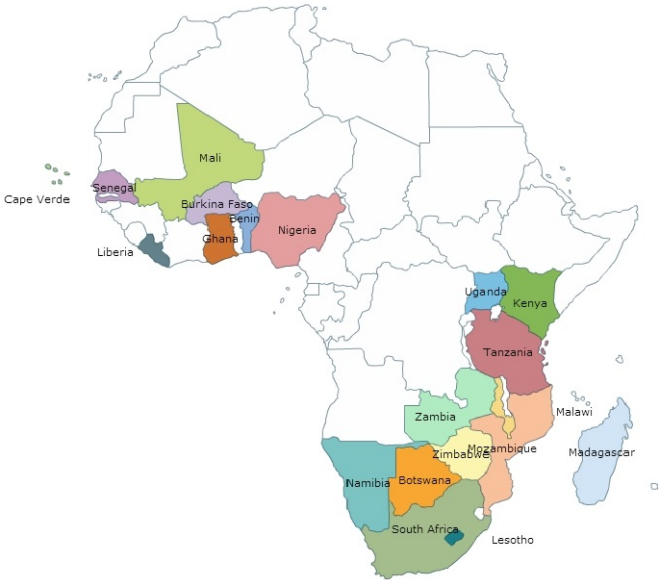 Mali
Senegal
Cape Verde
Burkina Faso
Benin
Nigeria
Ghana
Liberia
Uganda
Kenya
Tanzania
Zambia
Malawi
Mozambique
Zimbabwe
Madagascar
Namibia
Botswana
South Africa
Lesotho